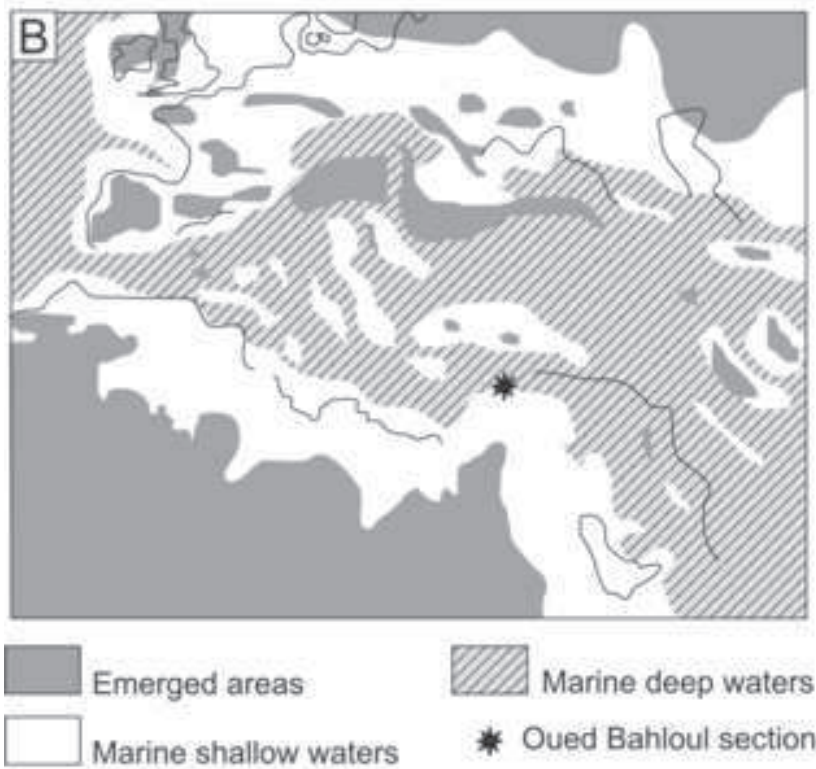 B
Emerged areas
Marine deep waters
Marine shallow waters
Oued Bahloul section